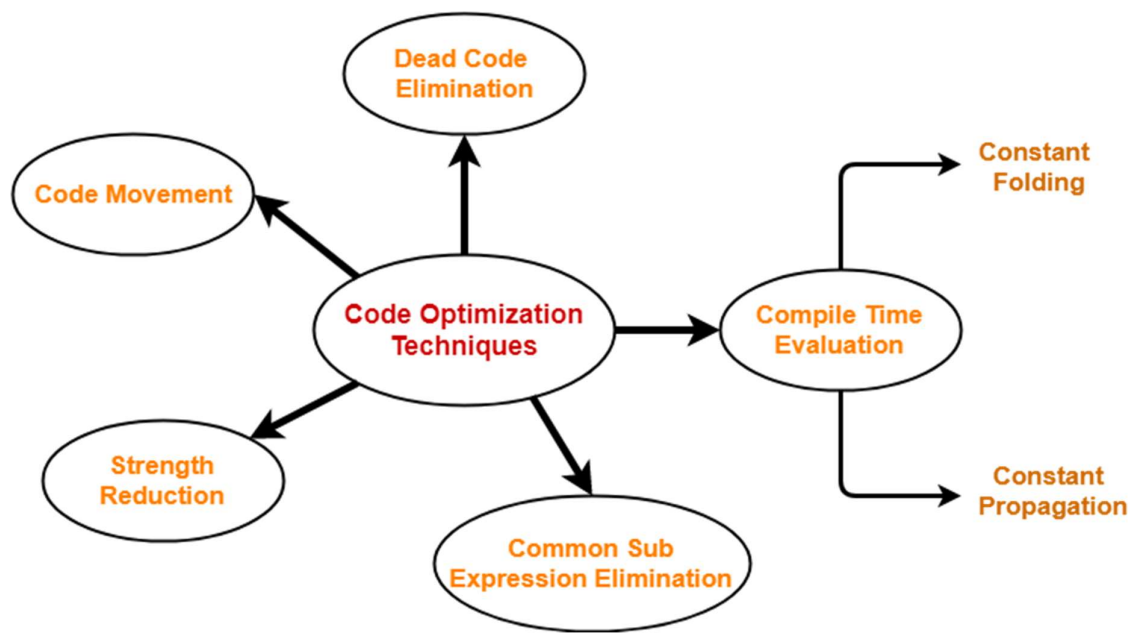 Dead Code
Elimination
Code Movement
Constant
Folding
Code Optimization
Techniques
Compile Time
Evaluation
Strength
Reduction
Constant
Propagation
Common Sub
Expression Elimination